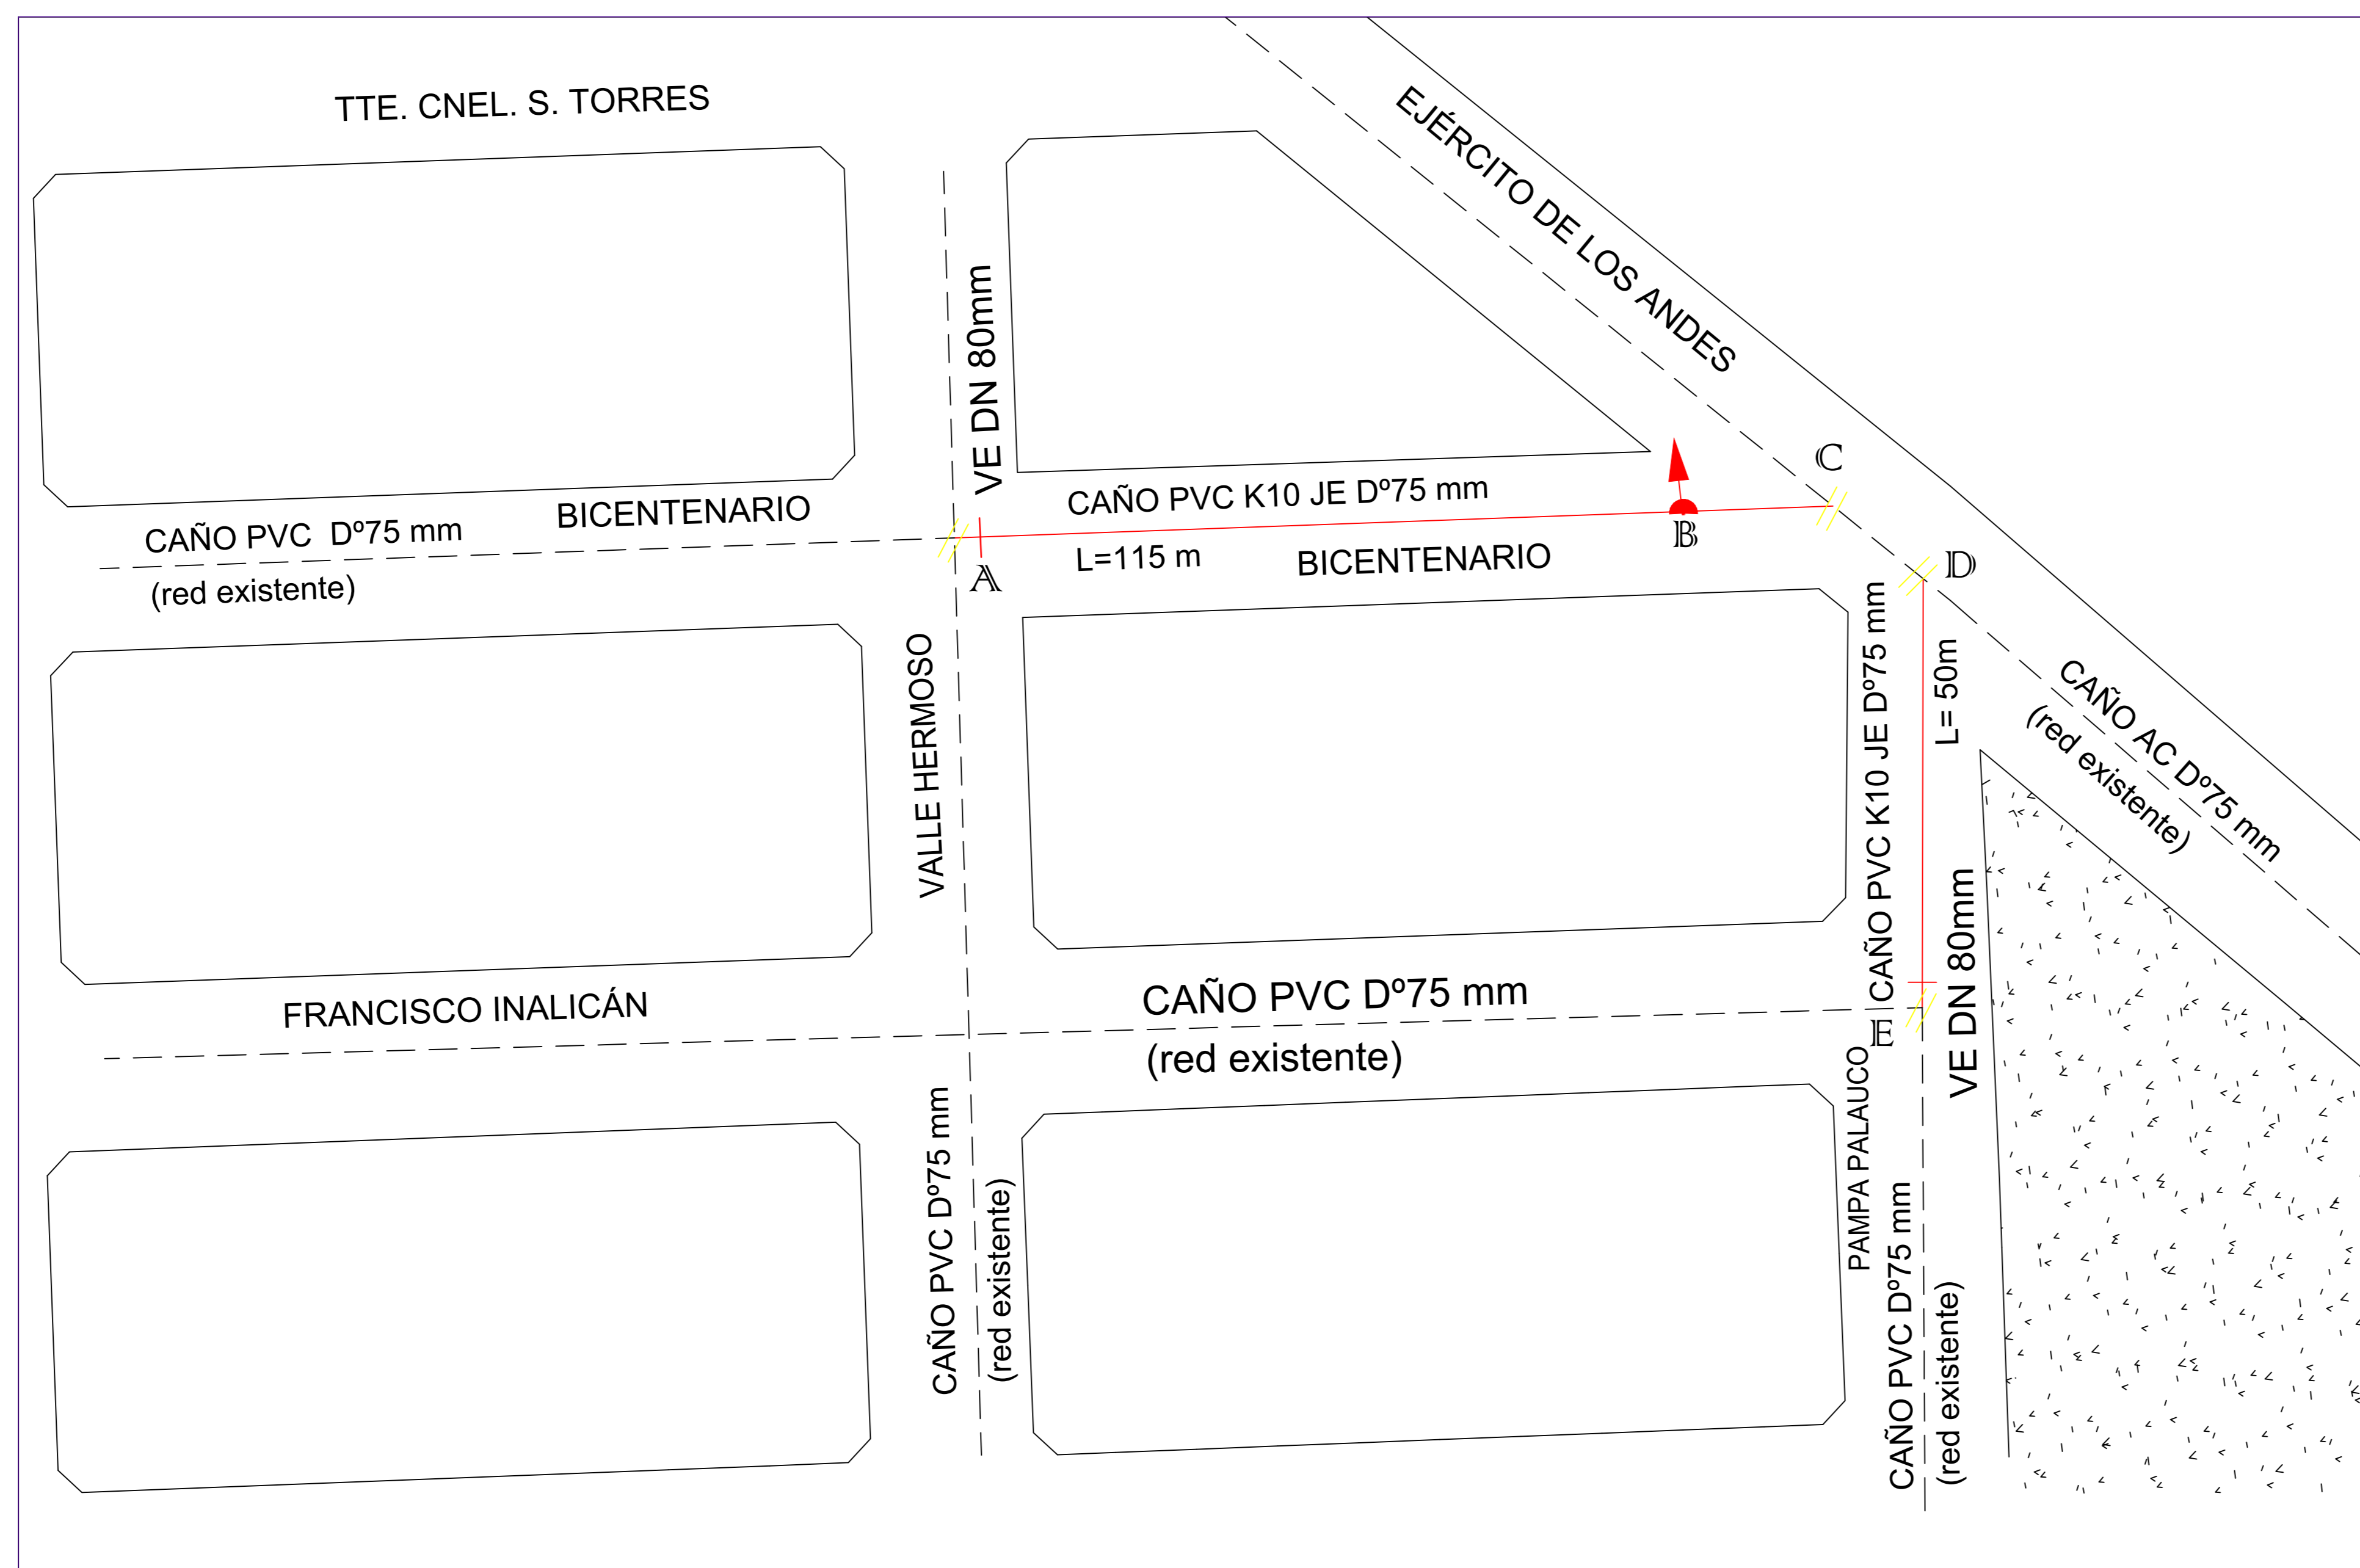 TTE. CNEL. S. TORRES
EJÉRCITO DE LOS ANDES
VE DN 80mm
CAÑO PVC Dº75 mm
(red existente)
BICENTENARIO
CAÑO PVC K10 JE Dº75 mm
L=115 m
BICENTENARIO
A
B
C
D
CAÑO PVC K10 JE Dº75 mm
L= 50m
CAÑO AC Dº75 mm
(red existente)
VALLE HERMOSO
VE DN 80mm
FRANCISCO INALICÁN
CAÑO PVC Dº75 mm
(red existente)
E
PAMPA PALAUCO
CAÑO PVC Dº75 mm
(red existente)
CAÑO PVC Dº75 mm
(red existente)